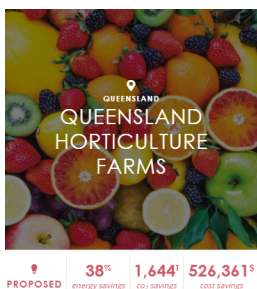 QUEENSLAND
QUEENSLAND
HORTICULTURE
FARMS
PROPOSED
38%
energy savings
1,644T
co2 savings
526,361$
cost savings